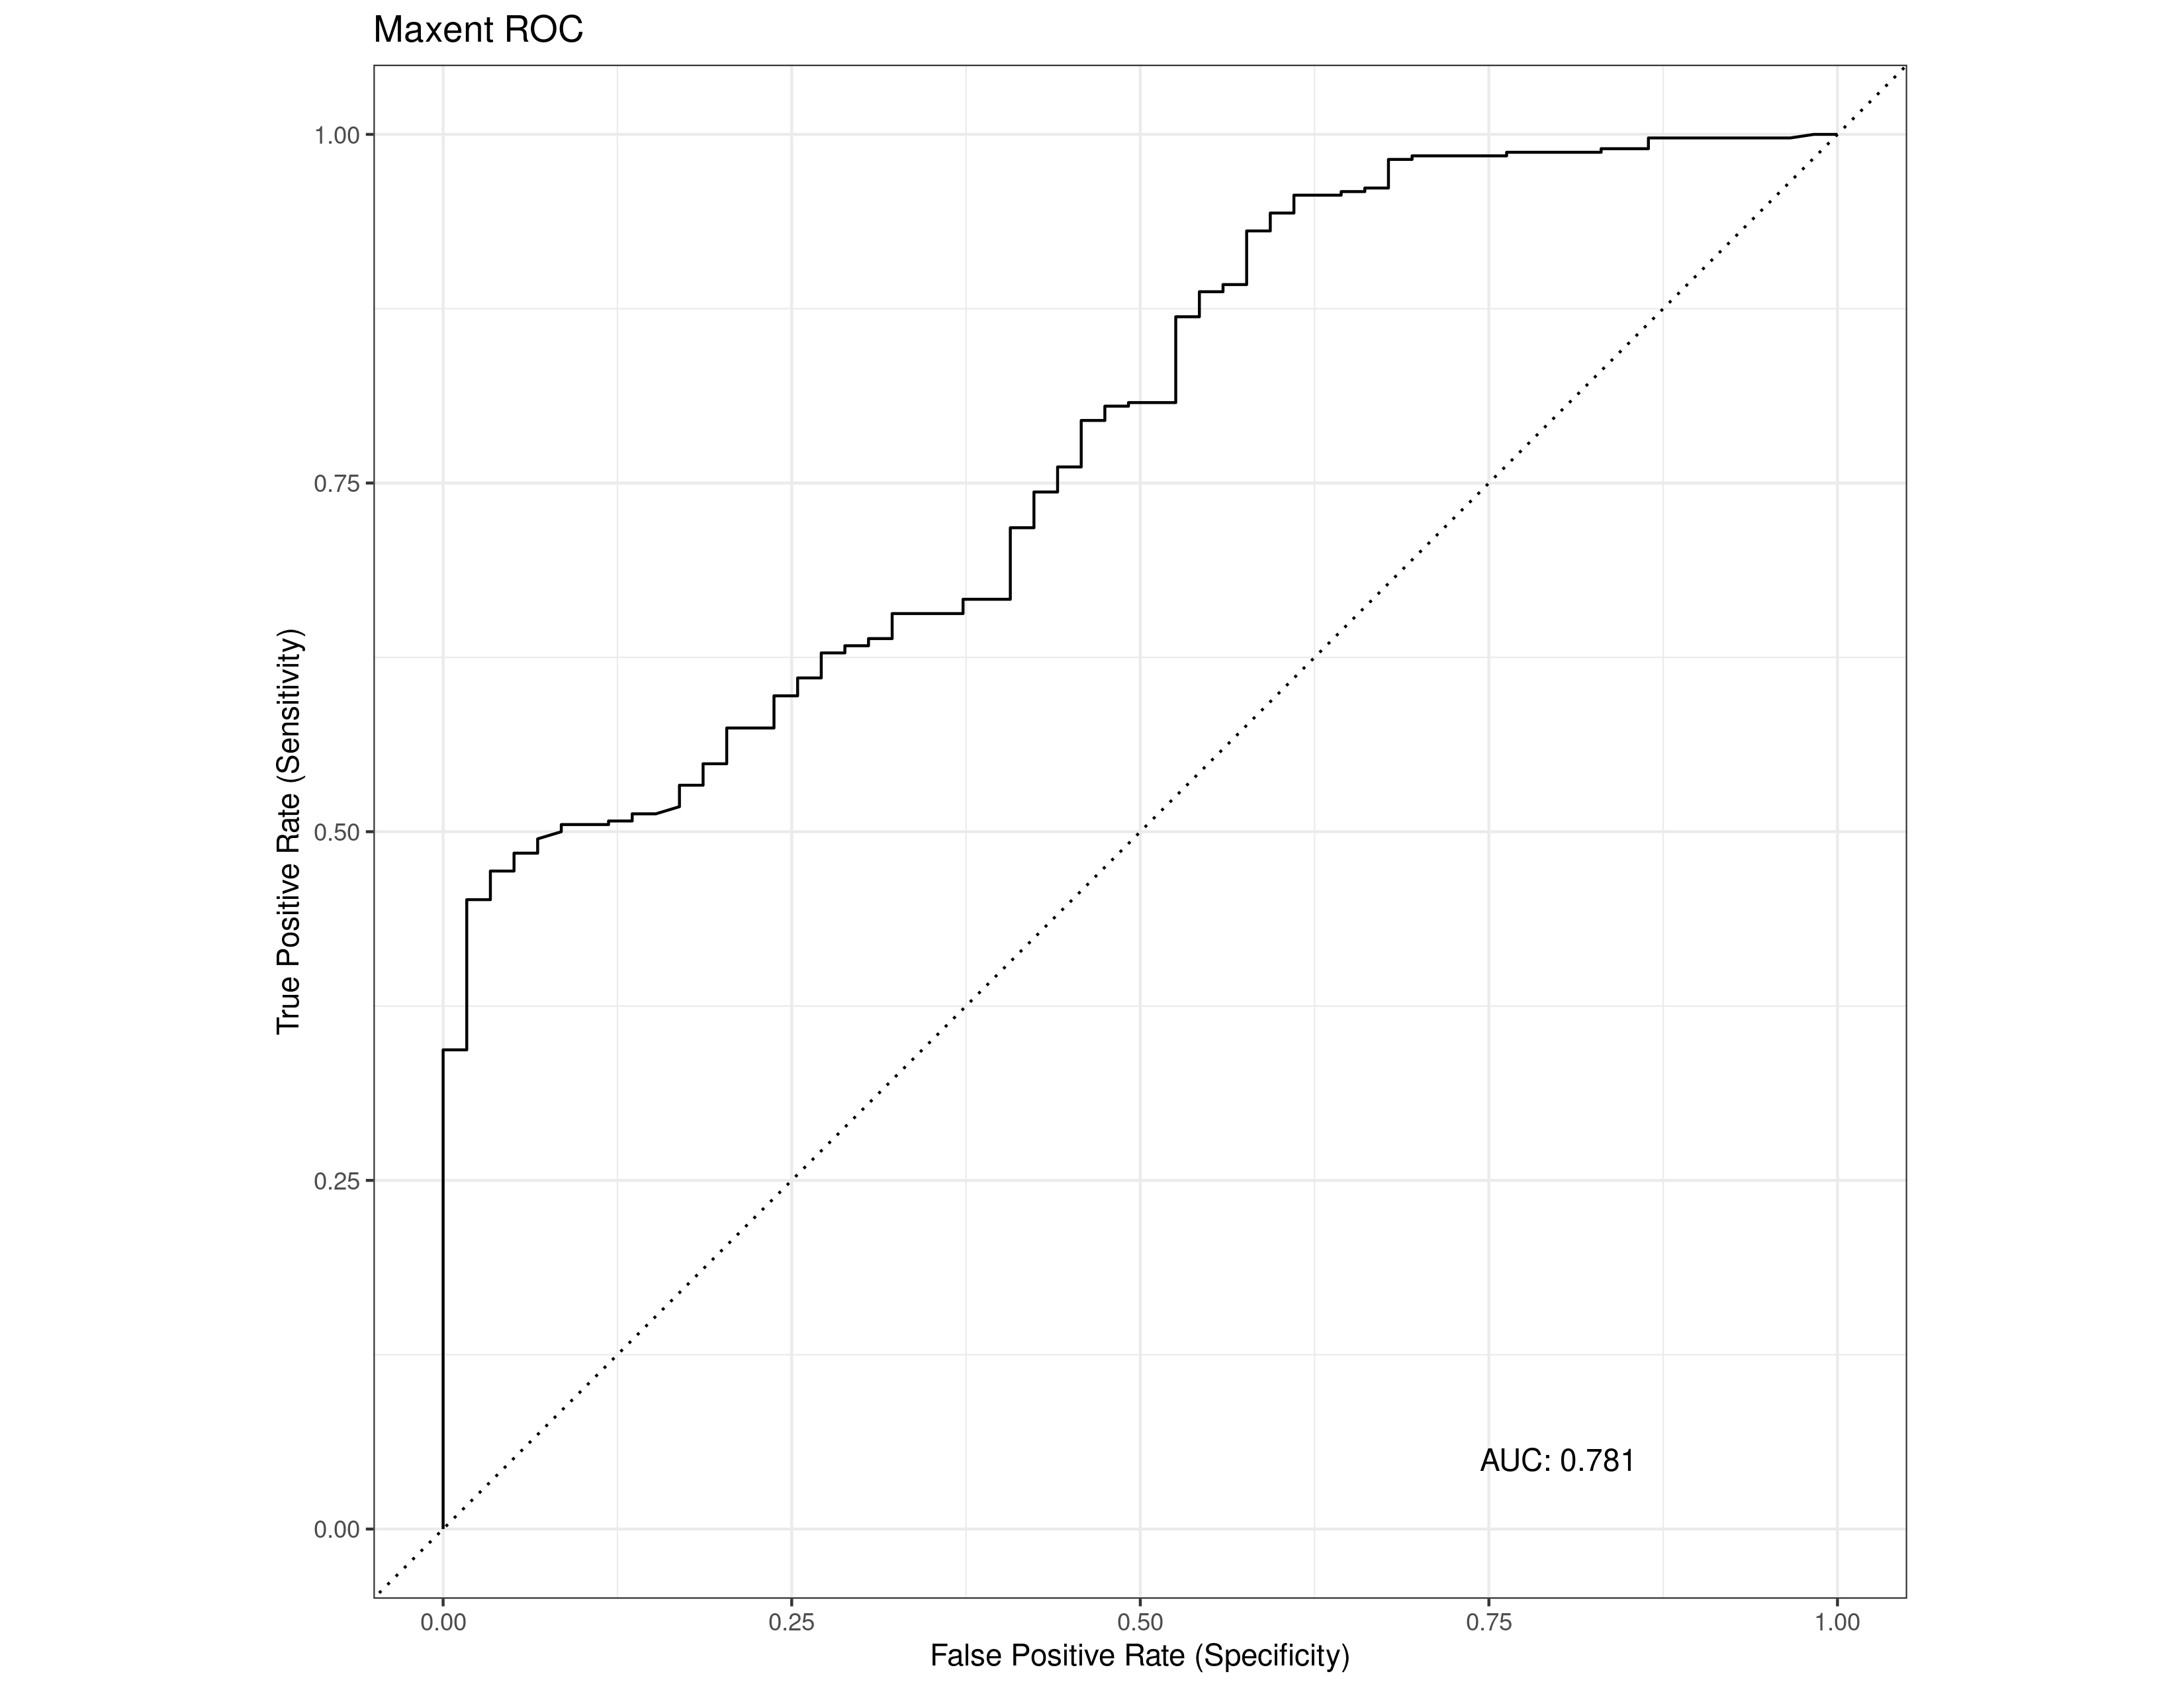 Maxent ROC
1.00
0.75
0.50
0.25
0.00
True Positive Rate (Sensitivity)
AUC: 0.781
0.00 0.25 0.50 0.75 1.00
False Positive Rate (Specificity)